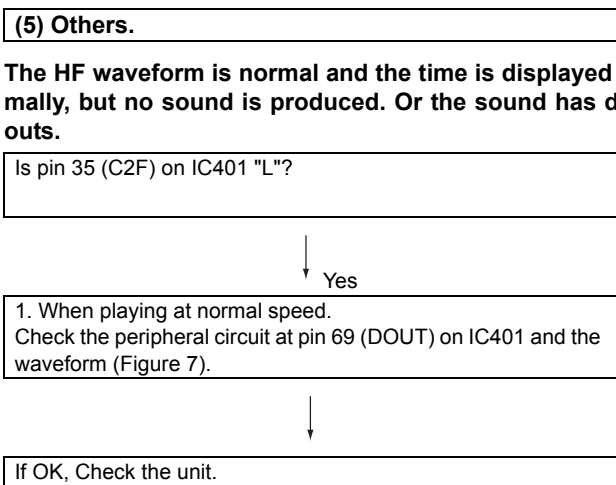 (5) Others.
The HF waveform is normal and the time is displayed
mally, but no sound is produced. Or the sound has
outs.
Is pin 35 (C2F) on IC401 "L"?
Yes
1. When playing at normal speed.
Check the peripheral circuit at pin 69 (DOUT) on IC401 and the
waveform (Figure 7).
If OK, Check the unit.